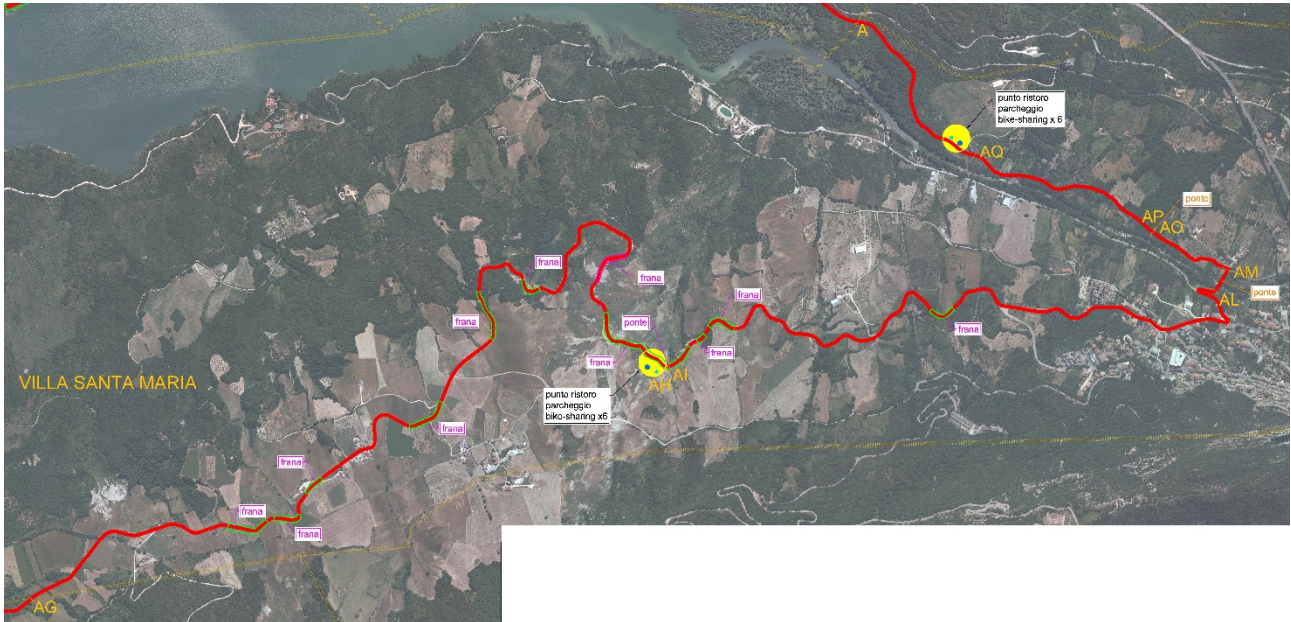 A
punto ristoro
parcheggio
bike-sharing x 6
AQ
ponte
AP
AO
frana
frana
AM
ponte
AL
frana
frana
ponte
frana
frana
frana
AI
AH
VILLA SANTA MARIA
punto ristoro
parcheggio
bike-sharing x6
frana
frana
frana
frana
AG